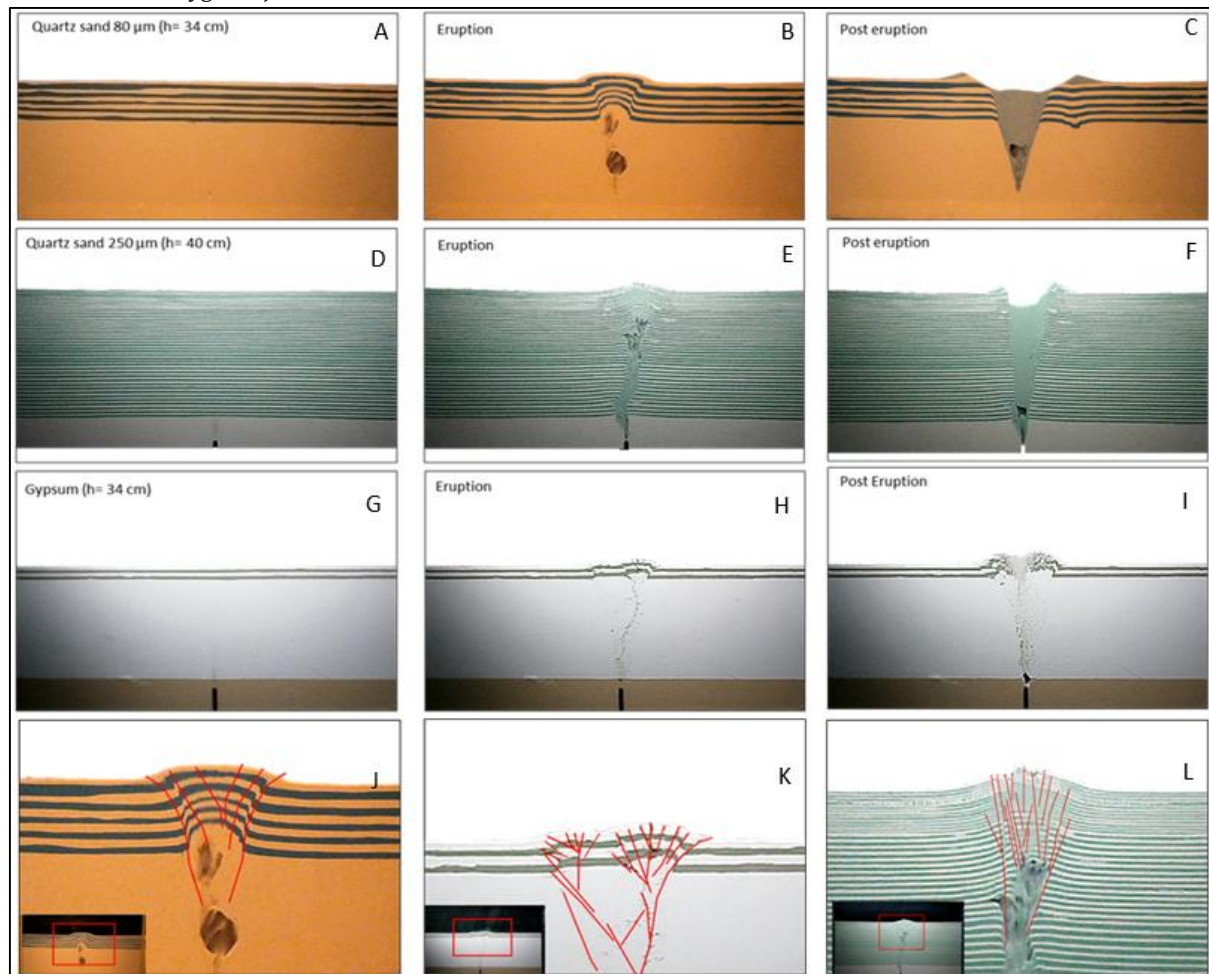 Quartz sand 80 µm (h= 34 cm)
A
Eruption
B
Post eruption
C
Quartz sand 250 µm (h= 40 cm)
D
Eruption
E
Post eruption
F
Gypsum (h= 34 cm)
G
Eruption
H
Post Eruption
I
J
K
L